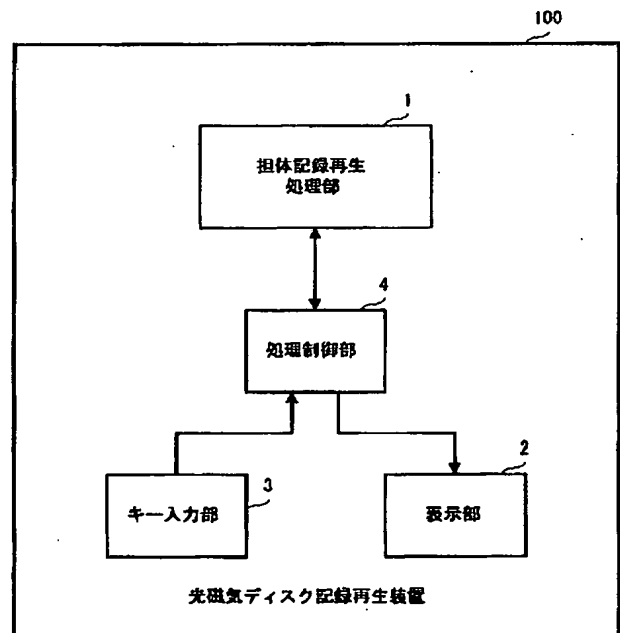 100
1
担体記録再生
処理部
4
処理制御部
3
キー入力部
2
表示部
光磁気ディスク記録再生装置